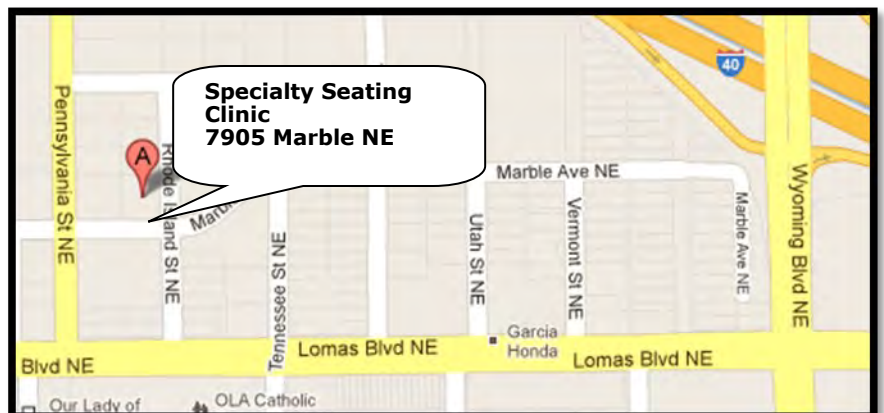 Specialty Seating
Clinic
7905 Marble NE
40
A
Pennsylvania St NE
Rhode Island St NE
Marble Ave NE
Tennessee St NE
Utah St NE
Vermont St NE
Marble Ave NE
Wyoming Blvd NE
Garcia
Honda
Lomas Blvd NE
Lomas Blvd NE
Blvd NE
Our Lady of
OLA Catholic